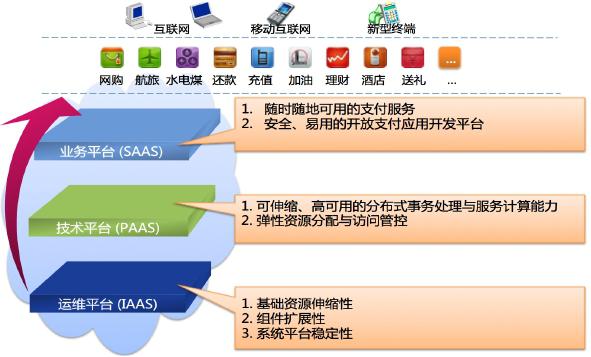 互联网 移动互联网 新型终端
网购 航旅 水电煤 还款 充值 加油 理财 酒店 送礼 ...
业务平台 (SAAS)
1. 随时随地可用的支付服务
2. 安全、易用的开放支付应用开发平台
技术平台 (PAAS)
1. 可伸缩、高可用的分布式事务处理与服务计算能力
2. 弹性资源分配与访问管控
运维平台 (IAAS)
1. 基础资源伸缩性
2. 组件扩展性
3. 系统平台稳定性